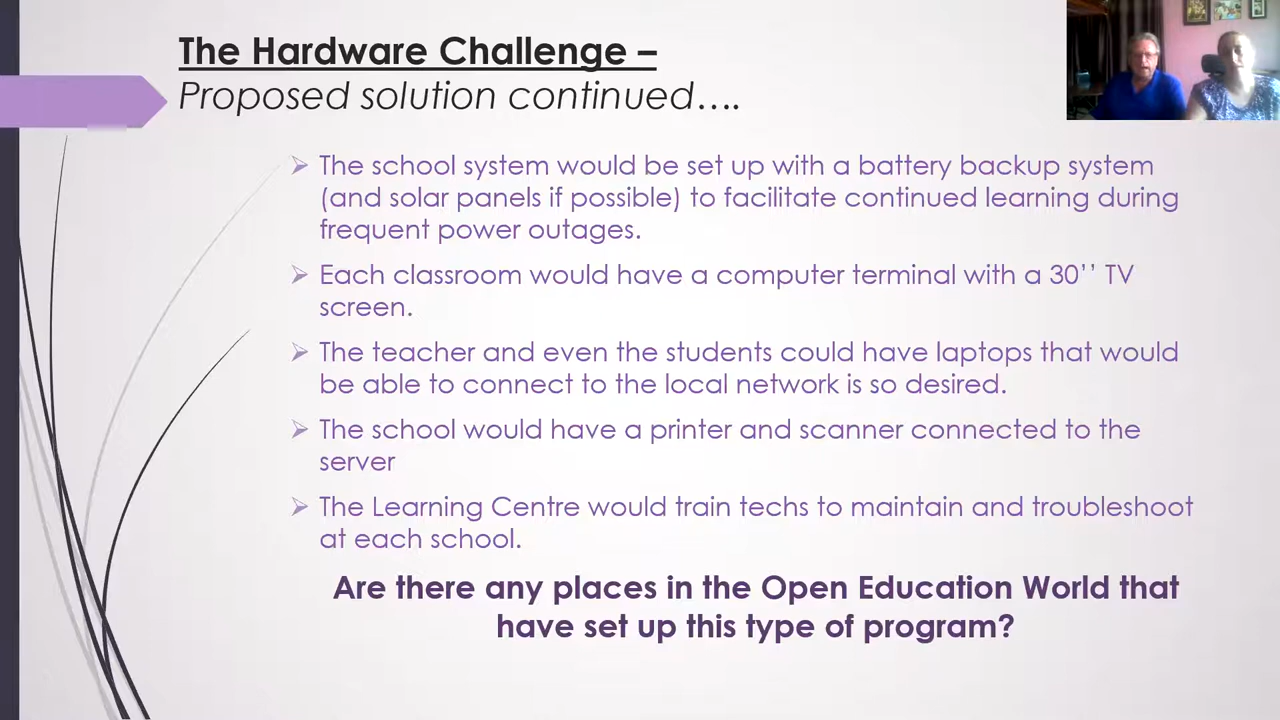 The Hardware Challenge –
Proposed solution continued….
The school system would be set up with a battery backup system
(and solar panels if possible) to facilitate continued learning during
frequent power outages.
Each classroom would have a computer terminal with a 30’’ TV
screen.
The teacher and even the students could have laptops that would
be able to connect to the local network is so desired.
The school would have a printer and scanner connected to the
server
The Learning Centre would train techs to maintain and troubleshoot
at each school.
Are there any places in the Open Education World that
have set up this type of program?